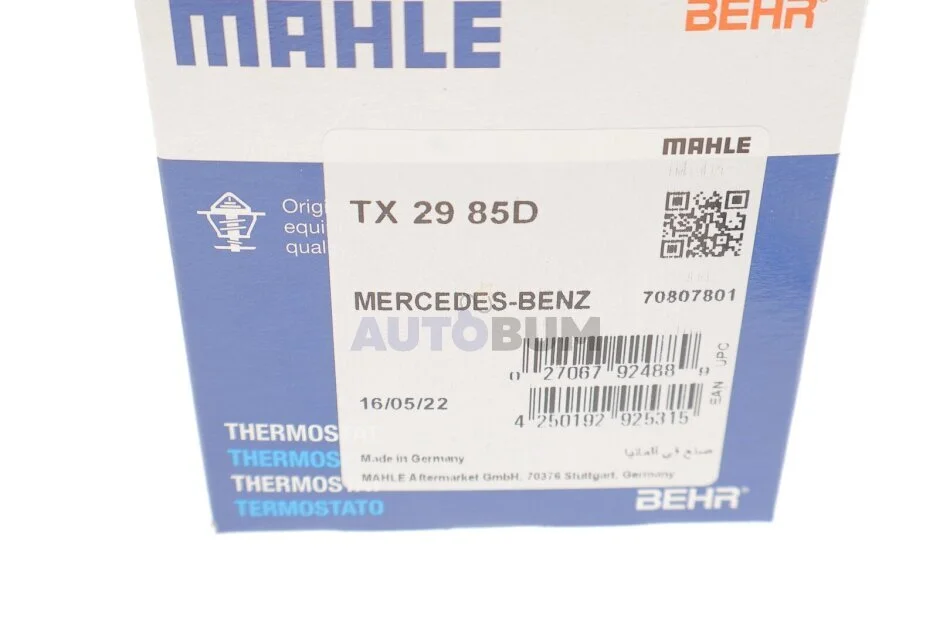 MAHLE
BEHR®
MAHLE
Origi
equi
qual
TX 29 85D
MERCEDES-BENZ
70807801
AUTOBUM
0 27067 92488 9
UPC
16/05/22
4 250192 925315
EAN
THERMOS
Made in Germany
صنع في المانيا
THERMOS
MAHLE Aftermarket GmbH, 70376 Stuttgart, Germany
THERMOSTAT
BEHR®
TERMOSTATO